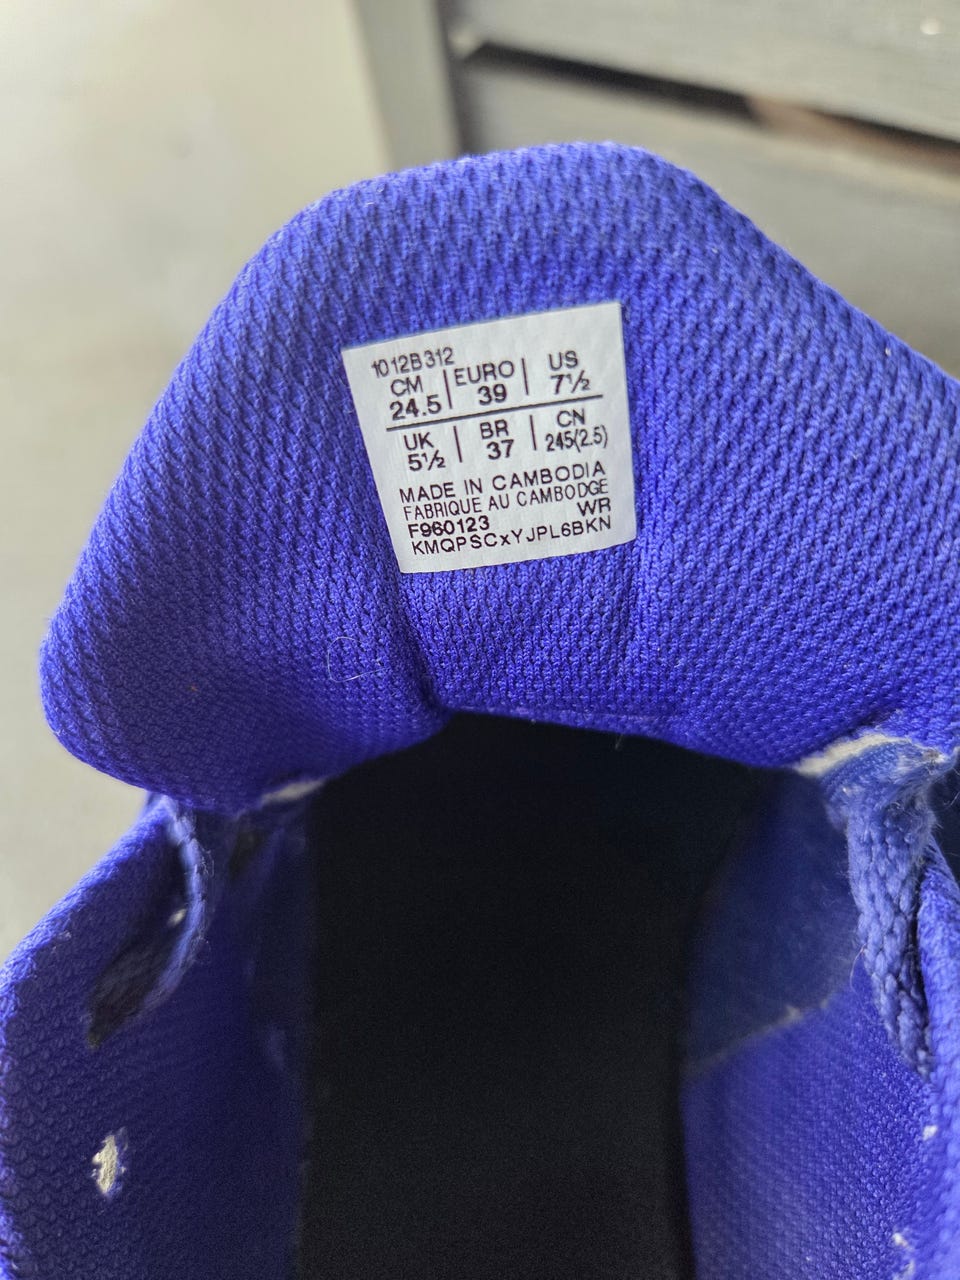 1012B312
CM | EURO | US
24.5 | 39 | 7½
UK | BR | CN
5½ | 37 | 245(2.5)
MADE IN CAMBODIA
FABRIQUE AU CAMBODGE
F960123 WR
KMQPSCxYJPL6BKN